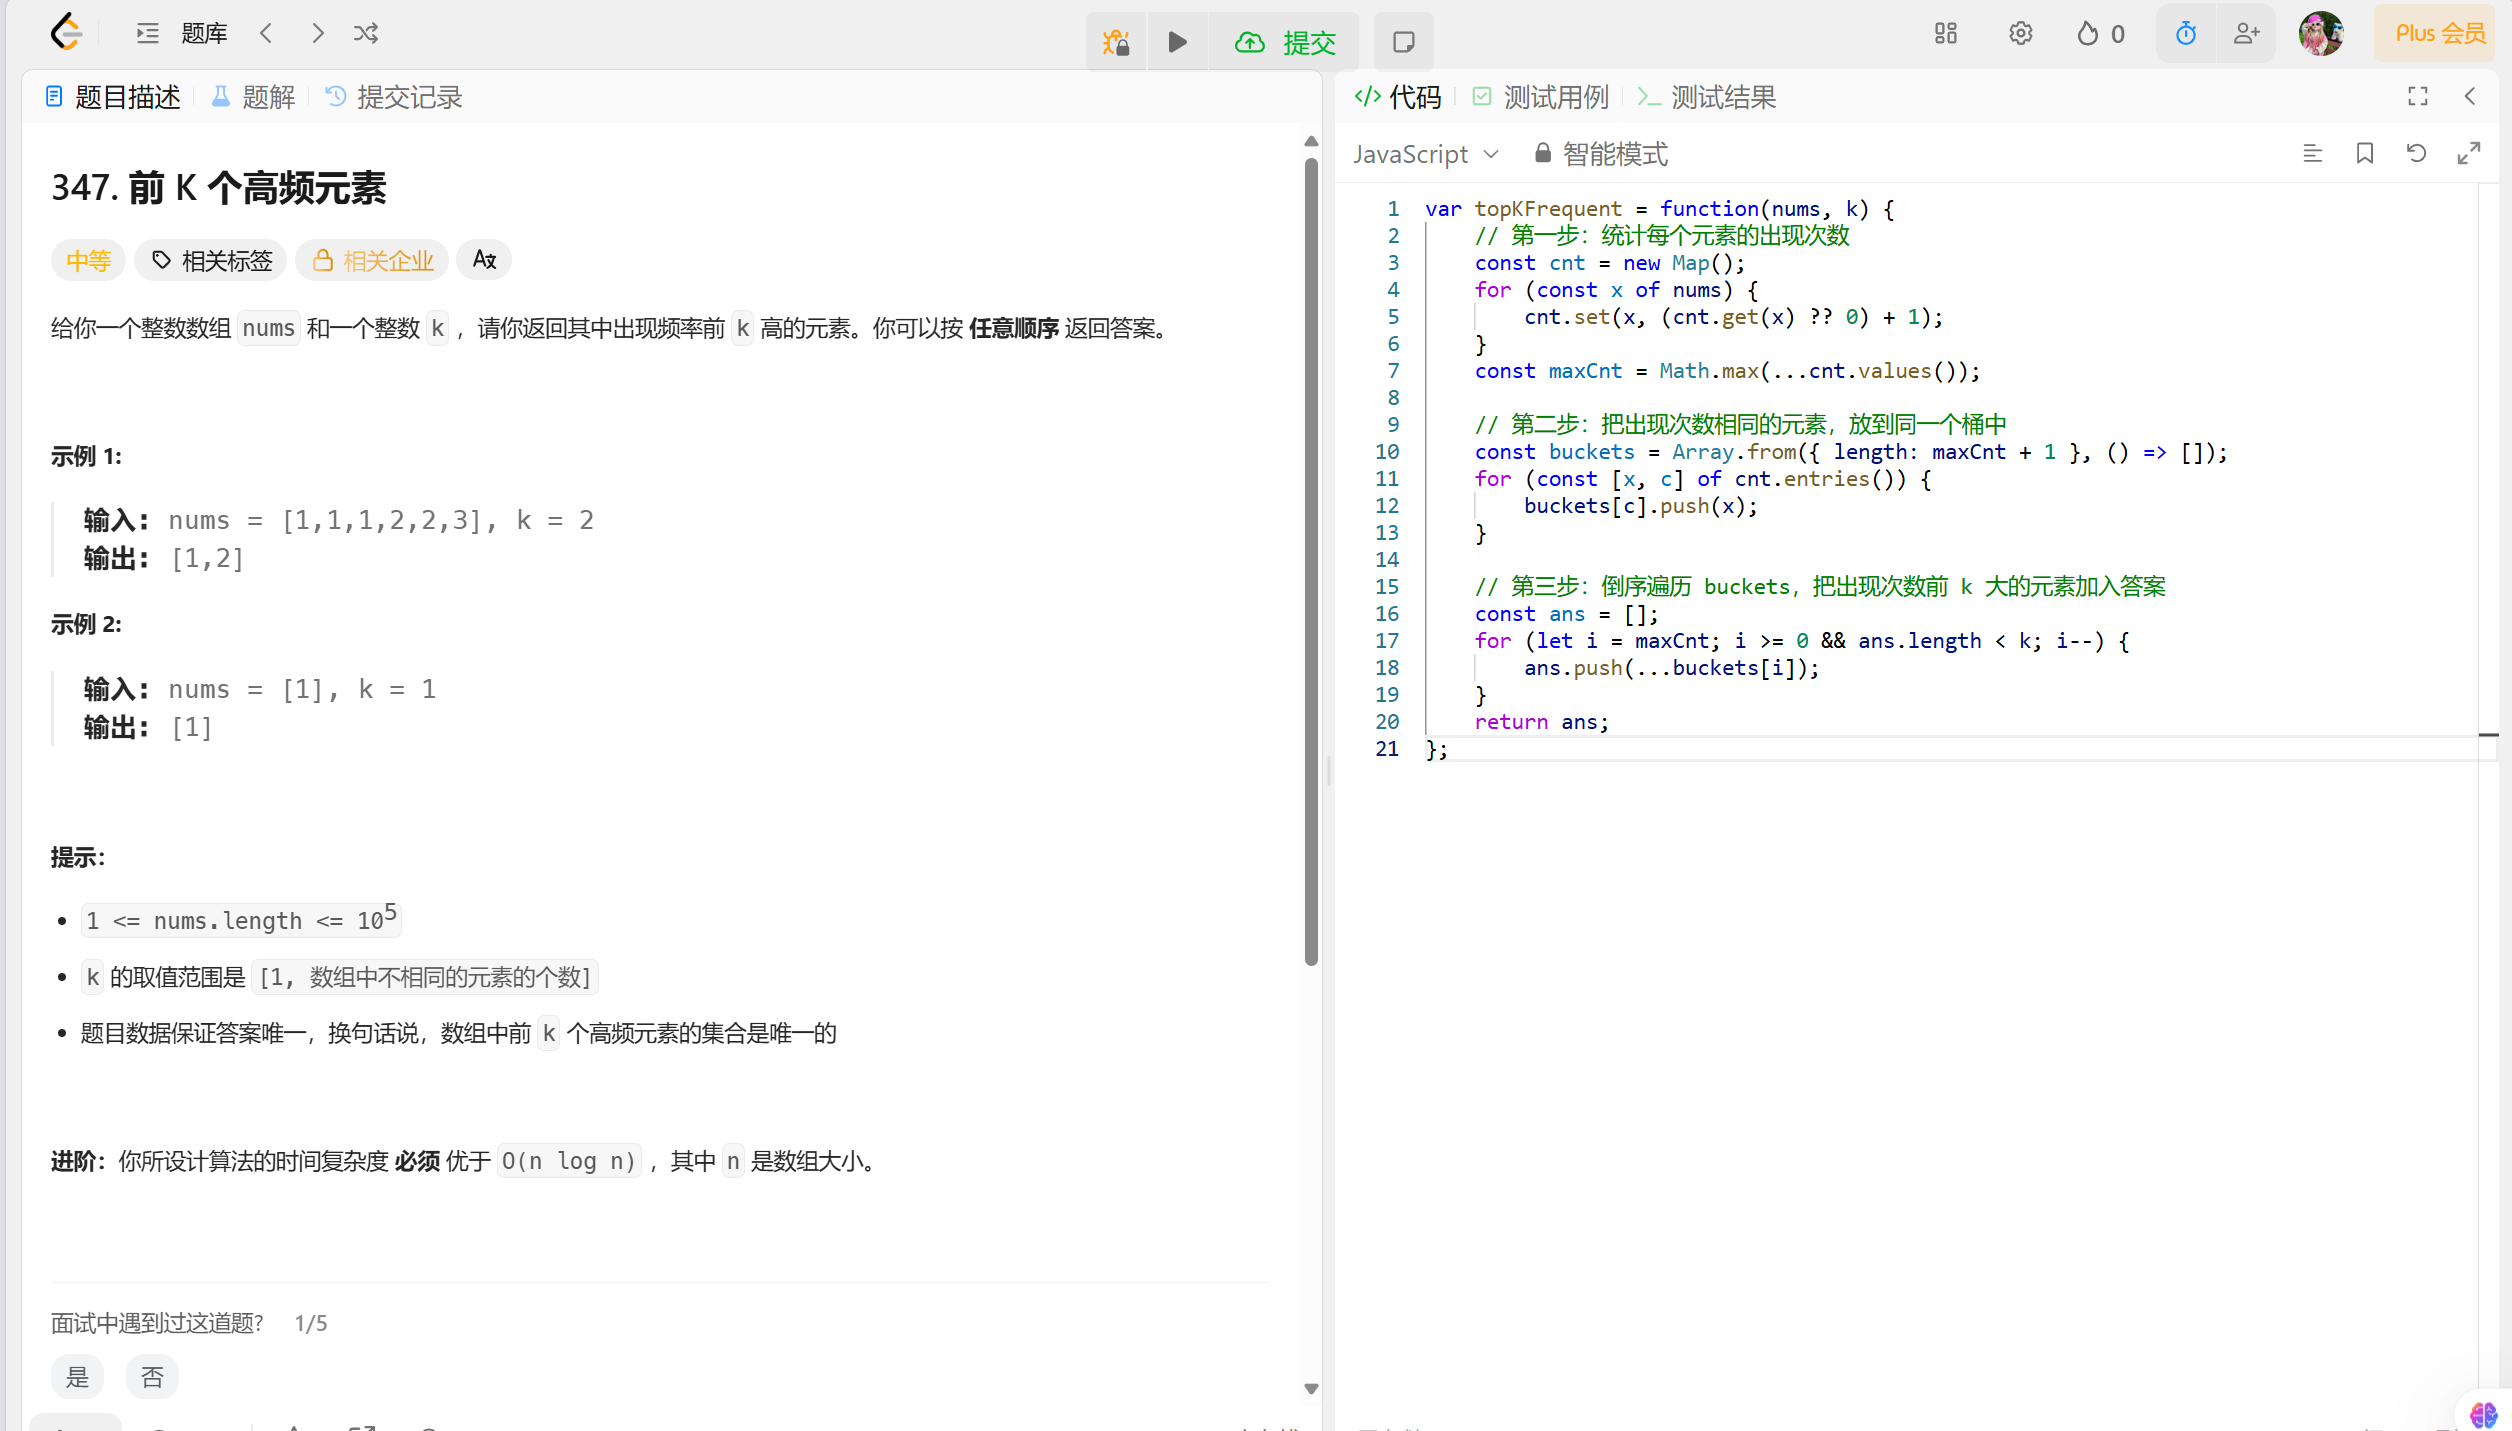 题库
提交
0
Plus 会员
题目描述
题解
提交记录
347. 前 K 个高频元素
中等
相关标签
相关企业
给你一个整数数组 nums 和一个整数 k ，请你返回其中出现频率前 k 高的元素。你可以按 任意顺序 返回答案。
示例 1:
输入：nums = [1,1,1,2,2,3], k = 2
输出：[1,2]
示例 2:
输入：nums = [1], k = 1
输出：[1]
提示：
1 <= nums.length <= 10⁵
k 的取值范围是 [1, 数组中不相同的元素的个数]
题目数据保证答案唯一，换句话说，数组中前 k 个高频元素的集合是唯一的
进阶：你所设计算法的时间复杂度 必须 优于 O(n log n) ，其中 n 是数组大小。
面试中遇到过这道题?
1/5
是
否
代码
测试用例
测试结果
JavaScript
智能模式
1 var topKFrequent = function(nums, k) {
2     // 第一步：统计每个元素的出现次数
3     const cnt = new Map();
4     for (const x of nums) {
5         cnt.set(x, (cnt.get(x) ?? 0) + 1);
6     }
7     const maxCnt = Math.max(...cnt.values());
8
9     // 第二步：把出现次数相同的元素，放到同一个桶中
10     const buckets = Array.from({ length: maxCnt + 1 }, () => []);
11     for (const [x, c] of cnt.entries()) {
12         buckets[c].push(x);
13     }
14
15     // 第三步：倒序遍历 buckets，把出现次数前 k 大的元素加入答案
16     const ans = [];
17     for (let i = maxCnt; i >= 0 && ans.length < k; i--) {
18         ans.push(...buckets[i]);
19     }
20     return ans;
21 };